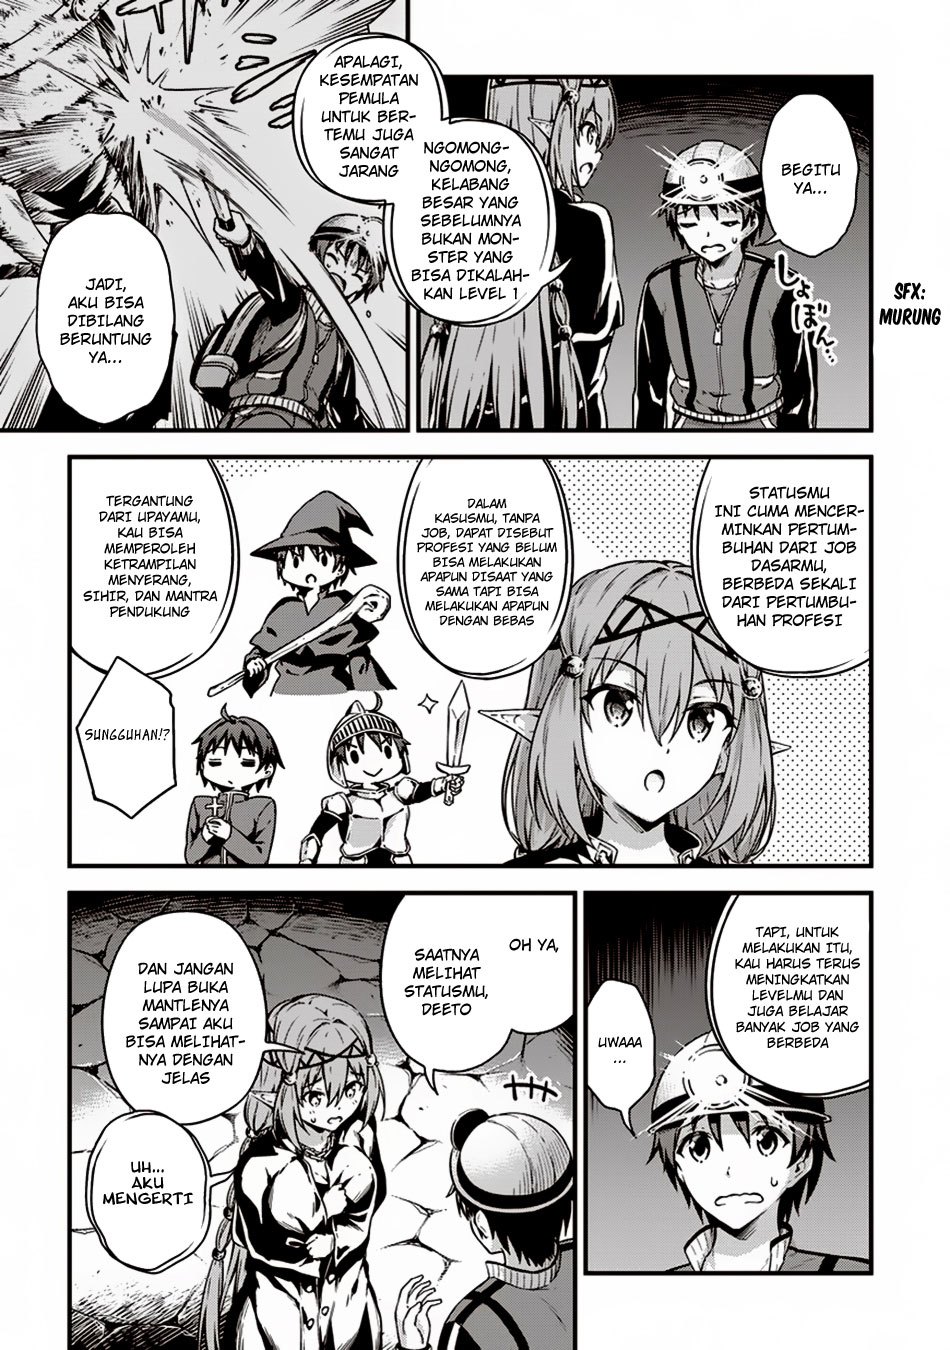 BEGITU
YA...
しょぼん...
SFX:
MURUNG
NGOMONG-
NGOMONG,
KELABANG
BESAR YANG
SEBELUMNYA
BUKAN MON-
STER YANG
BISA DIKALAH-
KAN LEVEL 1
APALAGI,
KESEMPATAN
PEMULA
UNTUK BER-
TEMU JUGA
SANGAT
JARANG
JADI,
AKU BISA
DIBILANG
BERUNTUNG
YA...
STATUSMU
INI CUMA MENCER-
MINKAN PERTUM-
BUHAN DARI JOB
DASARMU,
BERBEDA SEKALI
DARI PERTUMBU-
HAN PROFESI
DALAM
KASUSMU, TANPA
JOB, DAPAT DISEBUT
PROFESI YANG BELUM
BISA MELAKUKAN
APAPUN DISAAT YANG
SAMA TAPI BISA
MELAKUKAN APAPUN
DENGAN BEBAS
TERGANTUNG
DARI UPAYAMU,
KAU BISA
MEMPEROLEH
KETRAMPILAN
MENYERANG,
SIHIR, DAN MANTRA
PENDUKUNG
SUNGGUHAN!?
TAPI, UNTUK
MELAKUKAN ITU,
KAU HARUS TERUS
MENINGKATKAN
LEVELMU DAN
JUGA BELAJAR
BANYAK JOB YANG
BERBEDA
UWAAA
...
OH YA,
SAATNYA
MELIHAT
STATUSMU,
DEETO
DAN JANGAN
LUPA BUKA
MANTLENYA
SAMPAI AKU
BISA MELIHAT-
NYA DENGAN
JELAS
UH...
AKU
MENGERTI